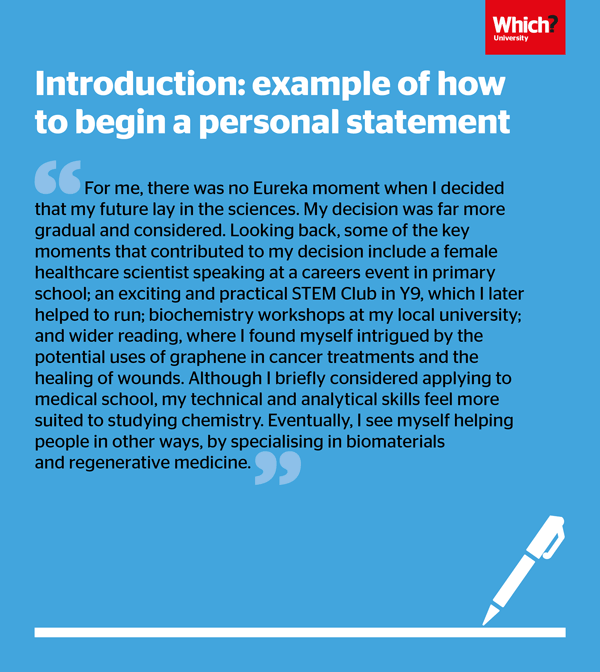 Which?
University
Introduction: example of how
to begin a personal statement
“For me, there was no Eureka moment when I decided
that my future lay in the sciences. My decision was far more
gradual and considered. Looking back, some of the key
moments that contributed to my decision include a female
healthcare scientist speaking at a careers event in primary
school; an exciting and practical STEM Club in Y9, which I later
helped to run; biochemistry workshops at my local university;
and wider reading, where I found myself intrigued by the
potential uses of graphene in cancer treatments and the
healing of wounds. Although I briefly considered applying to
medical school, my technical and analytical skills feel more
suited to studying chemistry. Eventually, I see myself helping
people in other ways, by specialising in biomaterials
and regenerative medicine.”